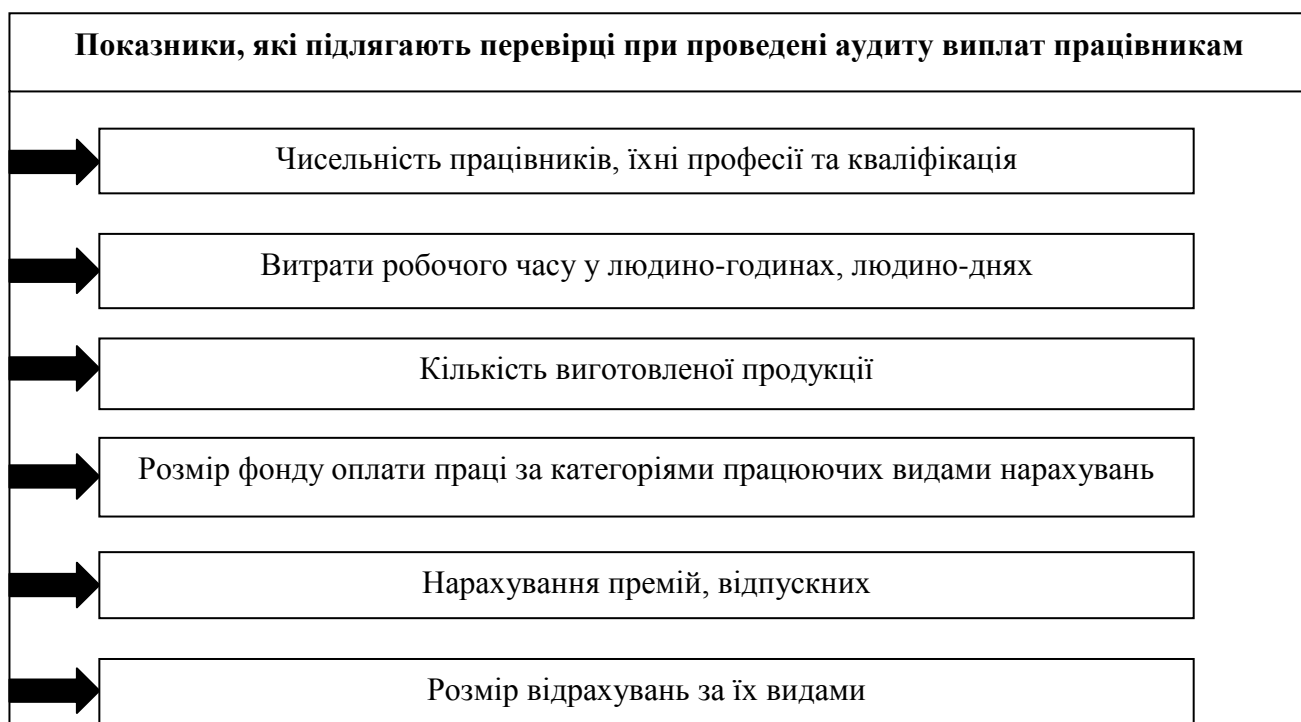 Показники, які підлягають перевірці при проведені аудиту виплат працівникам
Чисельність працівників, їхні професії та кваліфікація
Витрати робочого часу у людино-годинах, людино-днях
Кількість виготовленої продукції
Розмір фонду оплати праці за категоріями працюючих видами нарахувань
Нарахування премій, відпускних
Розмір відрахувань за їх видами